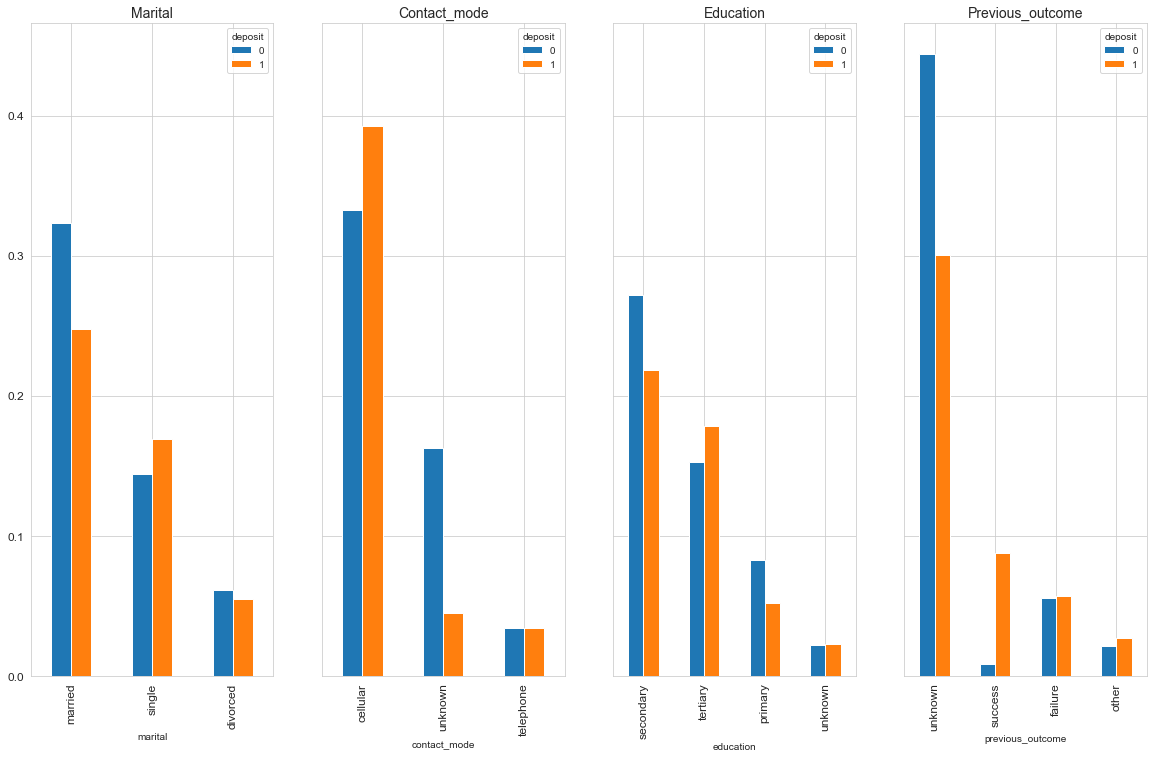 Marital
deposit
0
1
0.4
0.3
0.2
0.1
0.0
married
single
divorced
marital
Contact_mode
deposit
0
1
cellular
unknown
telephone
contact_mode
Education
deposit
0
1
secondary
tertiary
primary
unknown
education
Previous_outcome
deposit
0
1
unknown
success
failure
other
previous_outcome